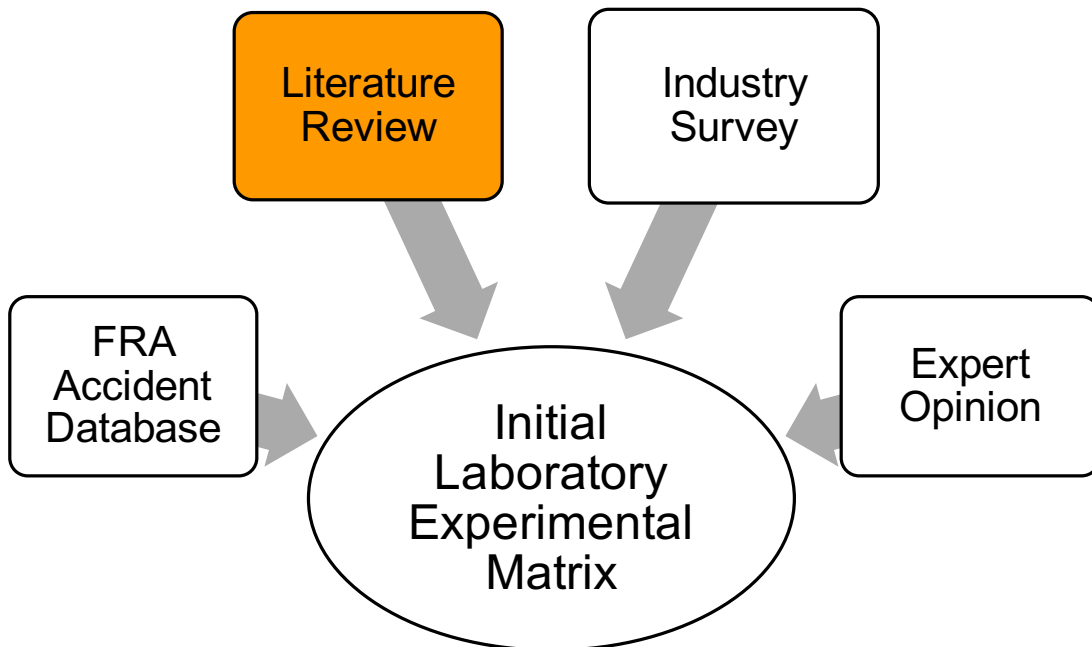 Literature
Review
Industry
Survey
FRA
Accident
Database
Expert
Opinion
Initial
Laboratory
Experimental
Matrix